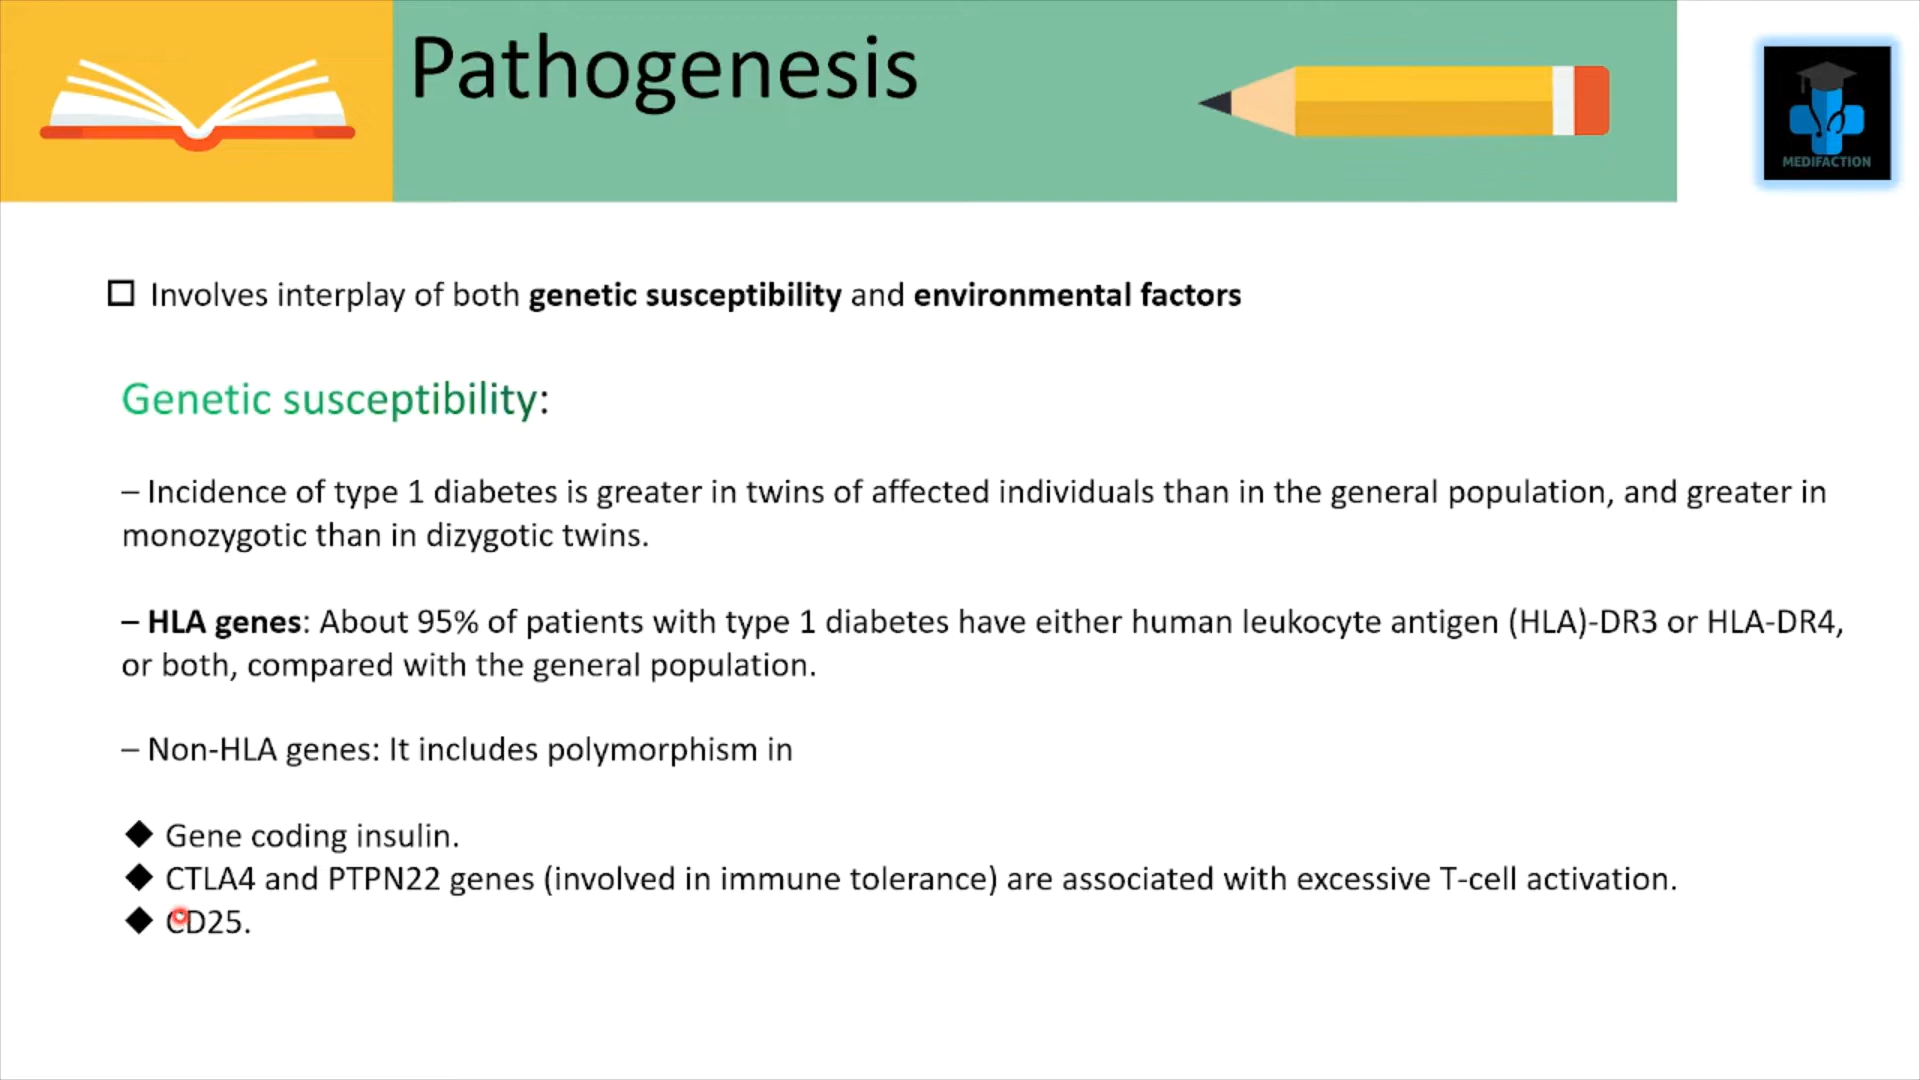 Pathogenesis
MEDIFACTION
Involves interplay of both genetic susceptibility and environmental factors
Genetic susceptibility:
– Incidence of type 1 diabetes is greater in twins of affected individuals than in the general population, and greater in
monozygotic than in dizygotic twins.
– HLA genes: About 95% of patients with type 1 diabetes have either human leukocyte antigen (HLA)-DR3 or HLA-DR4,
or both, compared with the general population.
– Non-HLA genes: It includes polymorphism in
◆ Gene coding insulin.
◆ CTLA4 and PTPN22 genes (involved in immune tolerance) are associated with excessive T-cell activation.
◆ CD25.